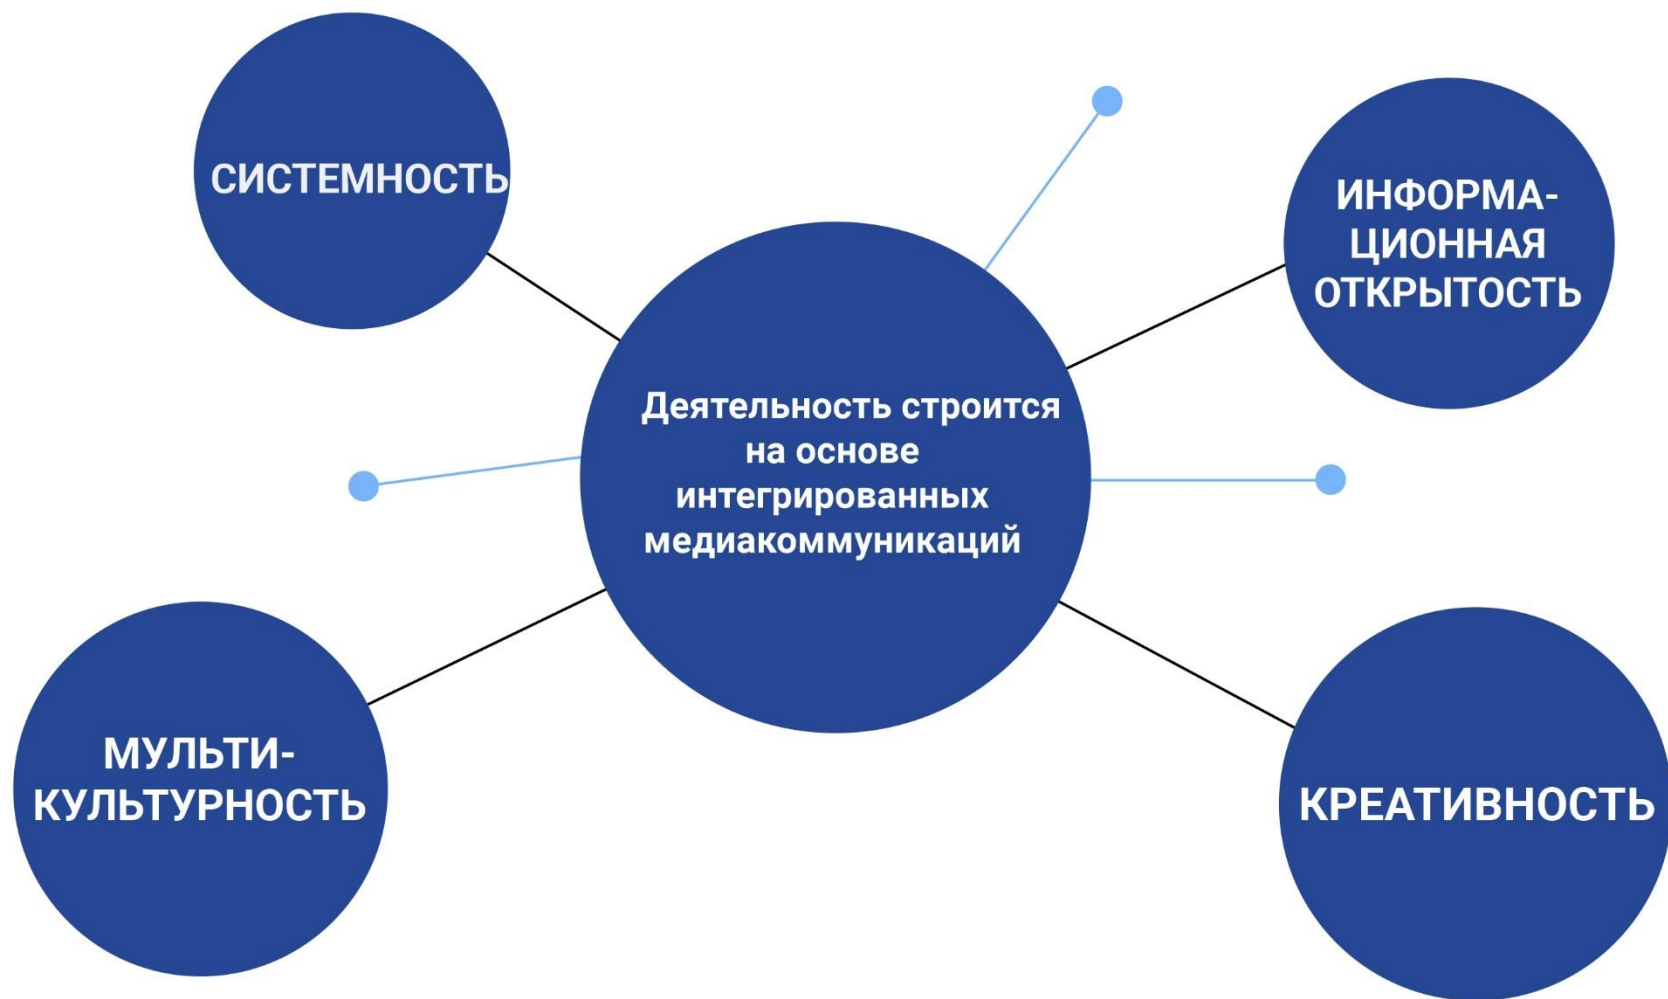 СИСТЕМНОСТЬ
ИНФОРМА-
ЦИОННАЯ
ОТКРЫТОСТЬ
Деятельность строится
на основе
интегрированных
медиакоммуникаций
МУЛЬТИ-
КУЛЬТУРНОСТЬ
КРЕАТИВНОСТЬ